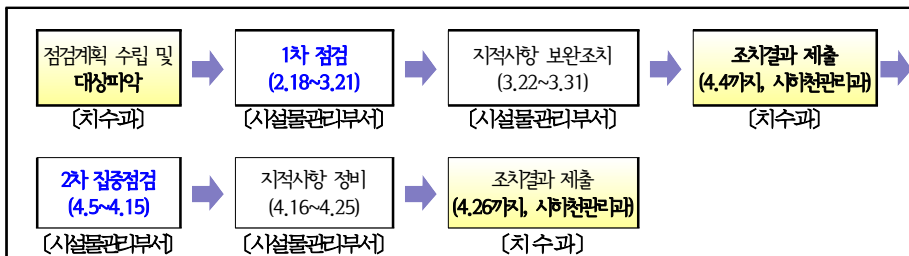 점검계획 수립 및
대상파악
〔치수과〕
1차 점검
(2.18~3.21)
〔시설물관리부서〕
지적사항 보완조치
(3.22~3.31)
〔시설물관리부서〕
조치결과 제출
(4.4까지, 시하천관리과)
〔치수과〕
2차 집중점검
(4.5~4.15)
〔시설물관리부서〕
지적사항 정비
(4.16~4.25)
〔시설물관리부서〕
조치결과 제출
(4.26까지, 시하천관리과)
〔치수과〕